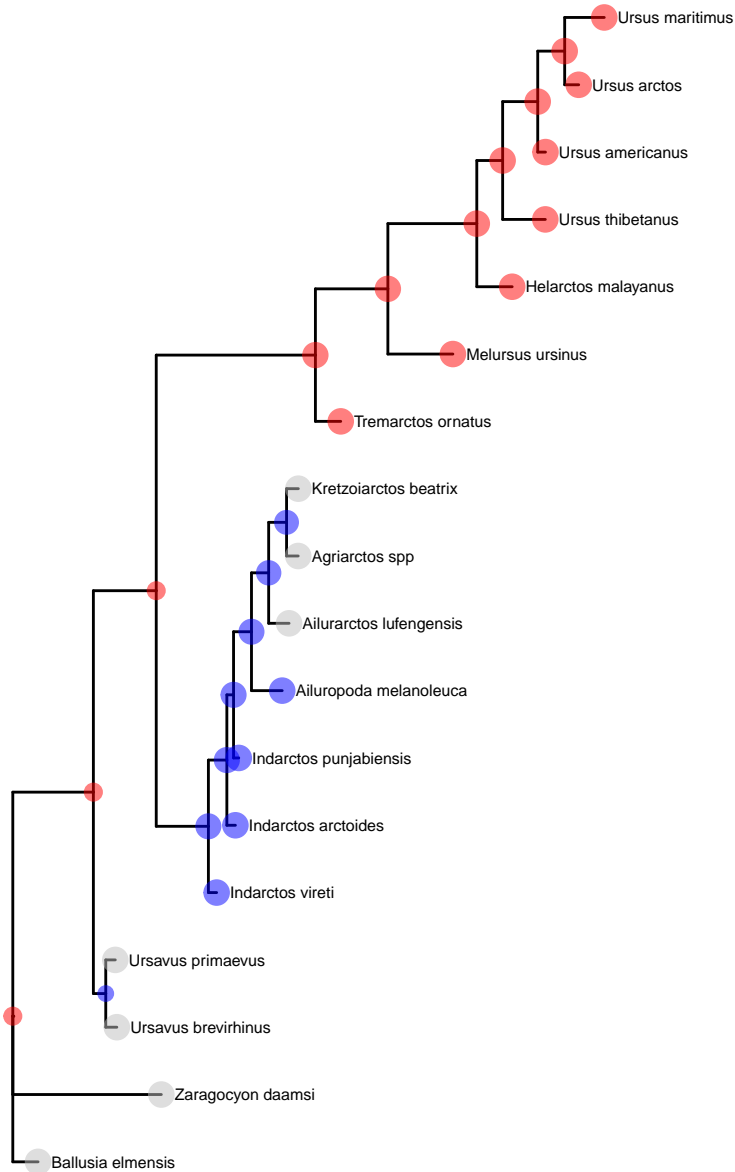 Ursus maritimus
Ursus arctos
Ursus americanus
Ursus thibetanus
Helarctos malayanus
Melursus ursinus
Tremarctos ornatus
Kretzoiarctos beatrix
Agriarctos spp
Ailurarctos lufengensis
Ailuropoda melanoleuca
Indarctos punjabiensis
Indarctos arctoides
Indarctos vireti
Ursavus primaevus
Ursavus brevirhinus
Zaragocyon daamsi
Ballusia elmensis